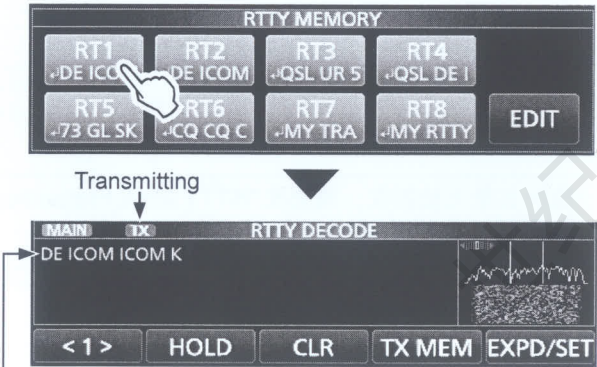 RTTY MEMORY
RT1 RT2 RT3 RT4
↲DE ICO ↲DE ICOM ↲QSL UR 5 ↲QSL DE I
RT5 RT6 RT7 RT8
↲73 GL SK ↲CQ CQ C ↲MY TRA ↲MY RTTY
EDIT
Transmitting
MAIN TX RTTY DECODE
DE ICOM ICOM K
<1> HOLD CLR TX MEM EXPD/SET